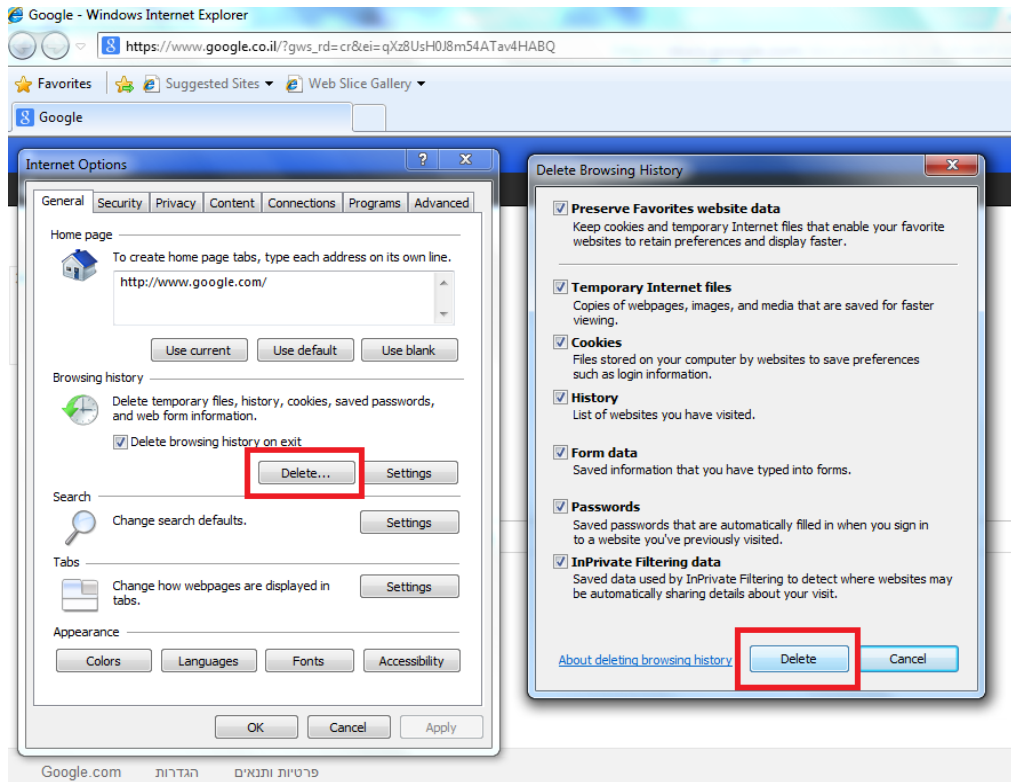 Google - Windows Internet Explorer
https://www.google.co.il/?gws_rd=cr&ei=qXz8UsH0J8m54ATav4HABQ
Favorites Suggested Sites Web Slice Gallery
Google
Internet Options
General Security Privacy Content Connections Programs Advanced
Home page
To create home page tabs, type each address on its own line.
http://www.google.com/
Use current Use default Use blank
Browsing history
Delete temporary files, history, cookies, saved passwords,
and web form information.
Delete browsing history on exit
Delete... Settings
Search
Change search defaults.
Settings
Tabs
Change how webpages are displayed in
tabs.
Settings
Appearance
Colors Languages Fonts Accessibility
OK Cancel Apply
Delete Browsing History
Preserve Favorites website data
Keep cookies and temporary Internet files that enable your favorite
websites to retain preferences and display faster.
Temporary Internet files
Copies of webpages, images, and media that are saved for faster
viewing.
Cookies
Files stored on your computer by websites to save preferences
such as login information.
History
List of websites you have visited.
Form data
Saved information that you have typed into forms.
Passwords
Saved passwords that are automatically filled in when you sign in
to a website you've previously visited.
InPrivate Filtering data
Saved data used by InPrivate Filtering to detect where websites may
be automatically sharing details about your visit.
About deleting browsing history Delete Cancel
פרטיות ותנאים הגדרות Google.com